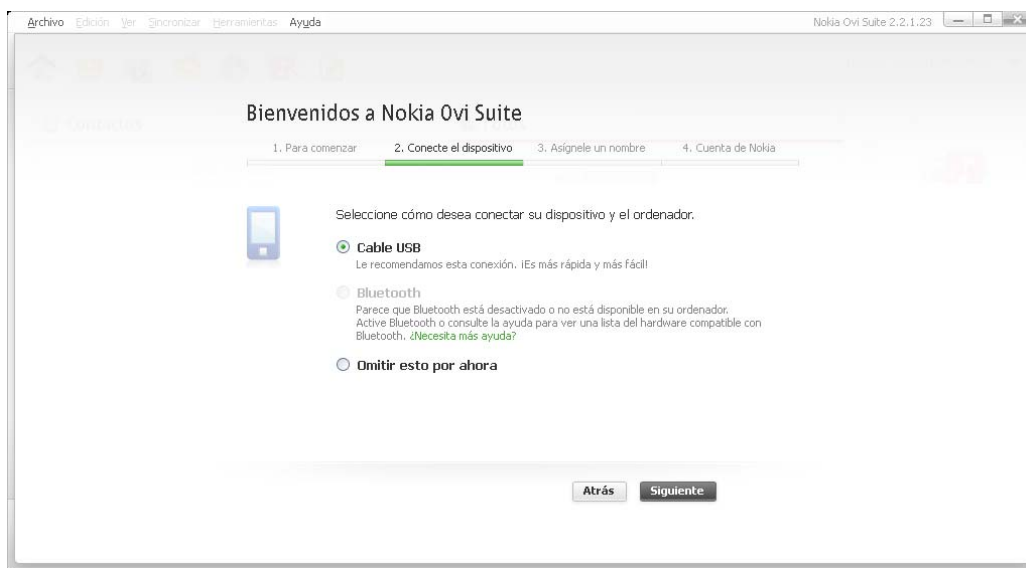 Archivo Edición Ver Sincronizar Herramientas Ayuda
Nokia Ovi Suite 2.2.1.23
Contactos
Bienvenidos a Nokia Ovi Suite
1. Para comenzar 2. Conecte el dispositivo 3. Asígnele un nombre 4. Cuenta de Nokia
Seleccione cómo desea conectar su dispositivo y el ordenador.
Cable USB
Le recomendamos esta conexión. ¡Es más rápida y más fácil!
Bluetooth
Parece que Bluetooth está desactivado o no está disponible en su ordenador.
Active Bluetooth o consulte la ayuda para ver una lista del hardware compatible con
Bluetooth. ¿Necesita más ayuda?
Omitir esto por ahora
Atrás Siguiente